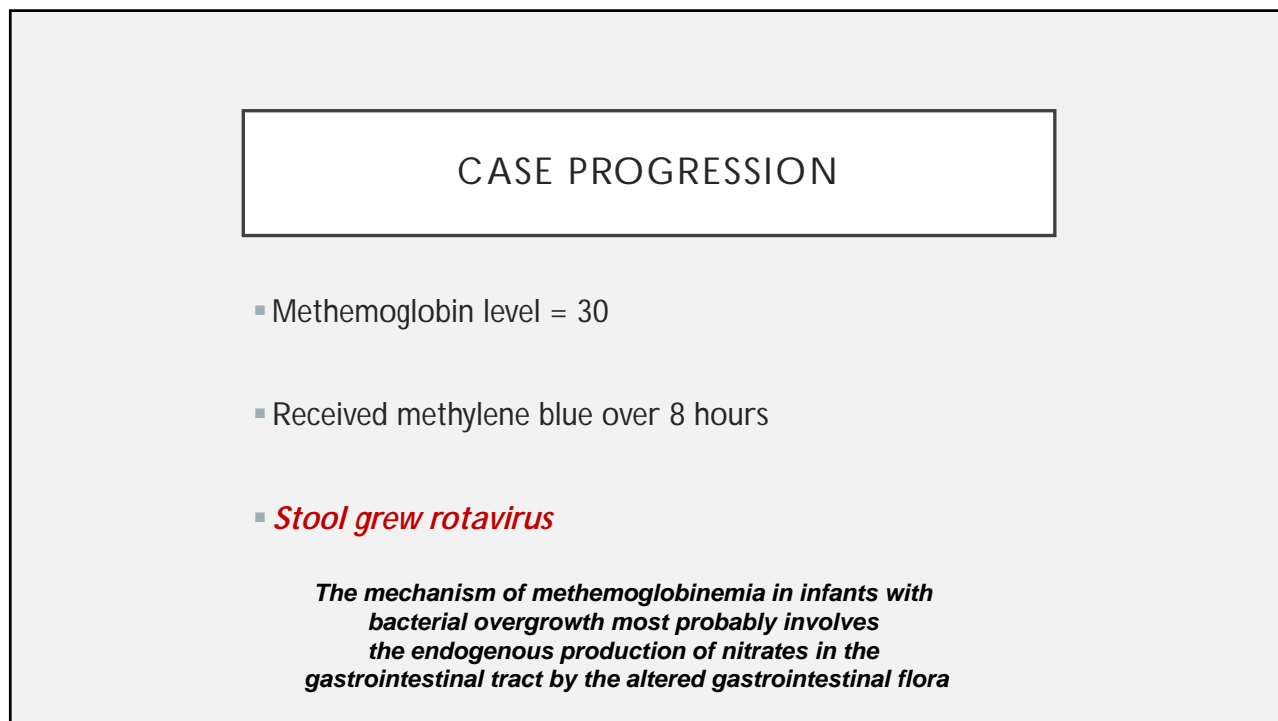 CASE PROGRESSION
▪ Methemoglobin level = 30
▪ Received methylene blue over 8 hours
▪ Stool grew rotavirus
The mechanism of methemoglobinemia in infants with
bacterial overgrowth most probably involves
the endogenous production of nitrates in the
gastrointestinal tract by the altered gastrointestinal flora